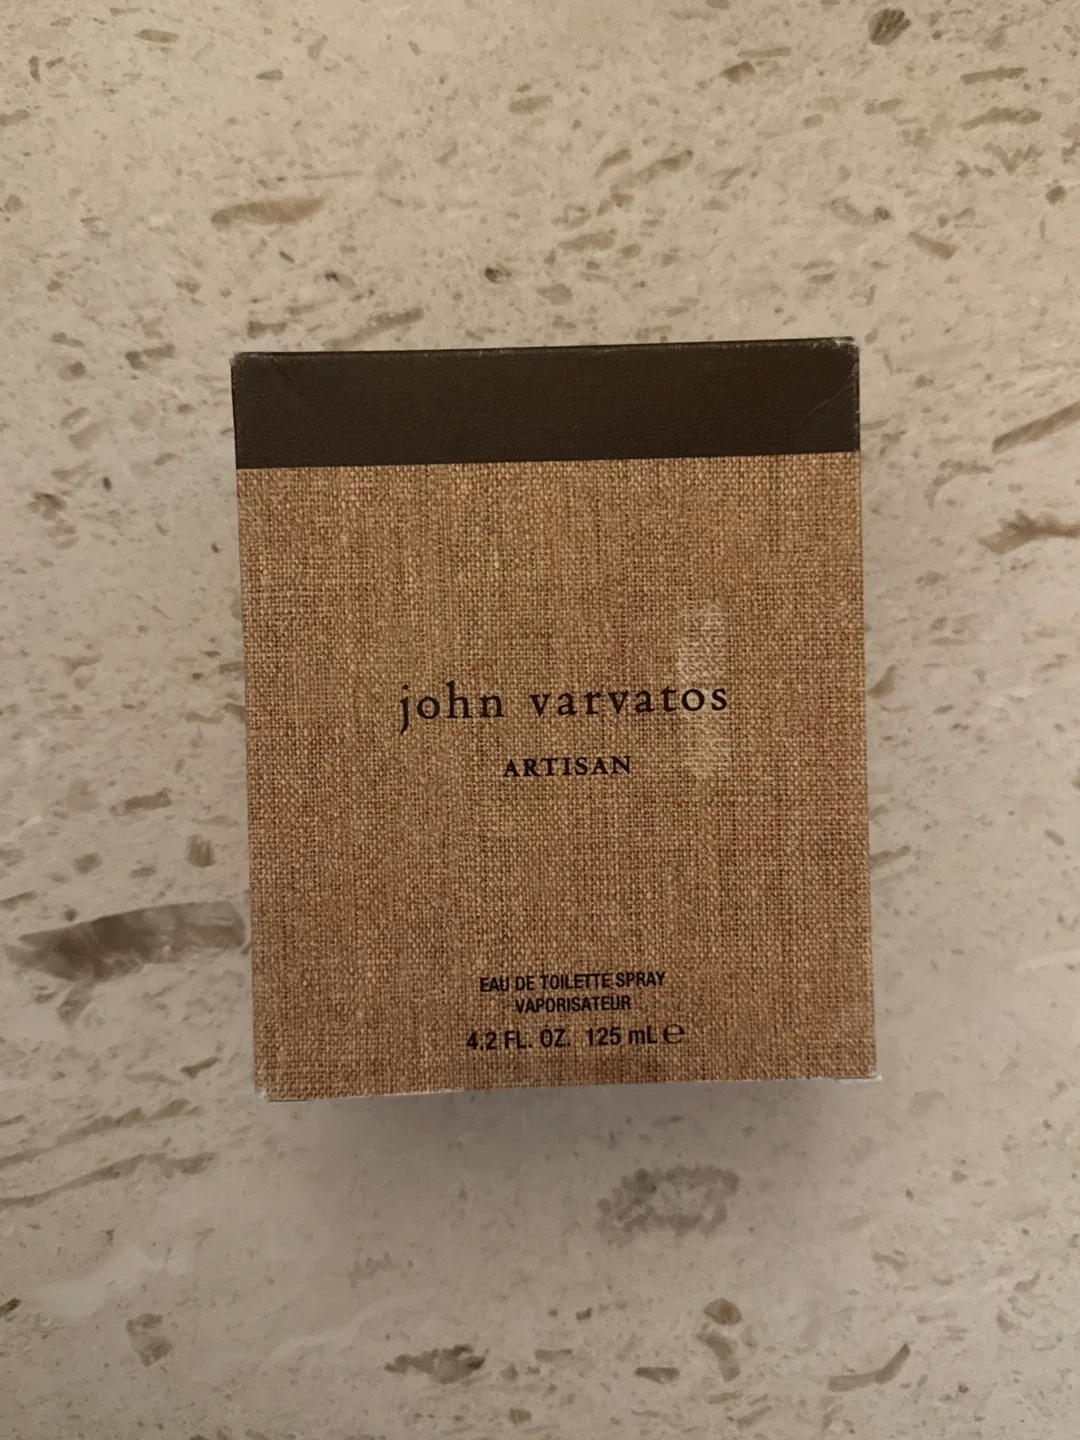 john varvatos
ARTISAN
EAU DE TOILETTE SPRAY
VAPORISATEUR
4.2 FL. OZ. 125 mL ℮